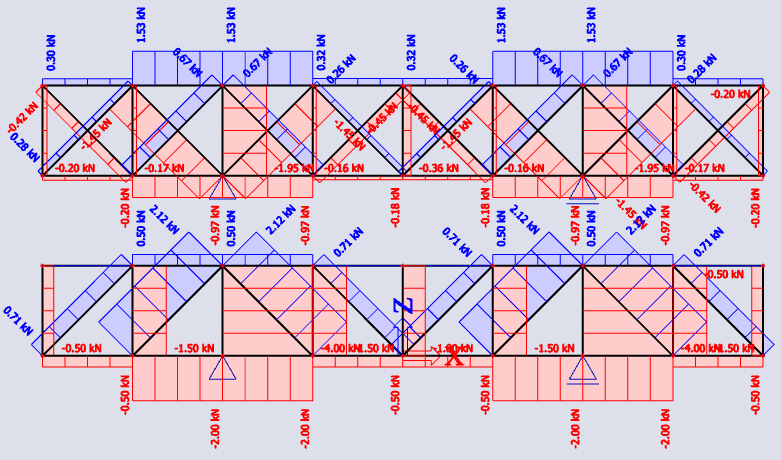 0.30 kN
1.53 kN
0.67 kN
1.53 kN
0.67 kN
0.32 kN
0.26 kN
0.32 kN
0.26 kN
1.53 kN
0.67 kN
1.53 kN
0.67 kN
0.30 kN
0.28 kN
-0.20 kN
-0.42 kN
-1.45 kN
-1.45 kN
-0.45 kN
-0.45 kN
-1.45 kN
0.28 kN
-0.20 kN
-0.17 kN
-1.95 kN
-0.16 kN
-0.36 kN
-0.16 kN
-1.95 kN
-0.17 kN
-0.42 kN
-0.20 kN
-0.97 kN
-0.97 kN
-0.18 kN
-0.18 kN
-0.97 kN
-1.45 kN
-0.97 kN
0.50 kN
2.12 kN
0.50 kN
2.12 kN
0.71 kN
0.71 kN
0.50 kN
2.12 kN
0.50 kN
2.12 kN
0.71 kN
-0.50 kN
0.71 kN
Z
X
-0.50 kN
-1.50 kN
-4.00 kN
-1.50 kN
-1.00 kN
-1.50 kN
-4.00 kN
-1.50 kN
-0.50 kN
-2.00 kN
-2.00 kN
-0.50 kN
-0.50 kN
-2.00 kN
-2.00 kN
-0.50 kN